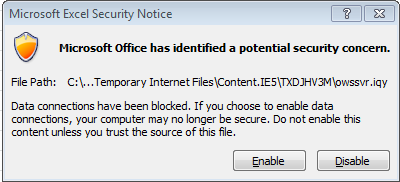 Microsoft Excel Security Notice
Microsoft Office has identified a potential security concern.
File Path: C:\...Temporary Internet Files\Content.IE5\TXDJHV3M\owssvr.iqy
Data connections have been blocked. If you choose to enable data
connections, your computer may no longer be secure. Do not enable this
content unless you trust the source of this file.
Enable Disable